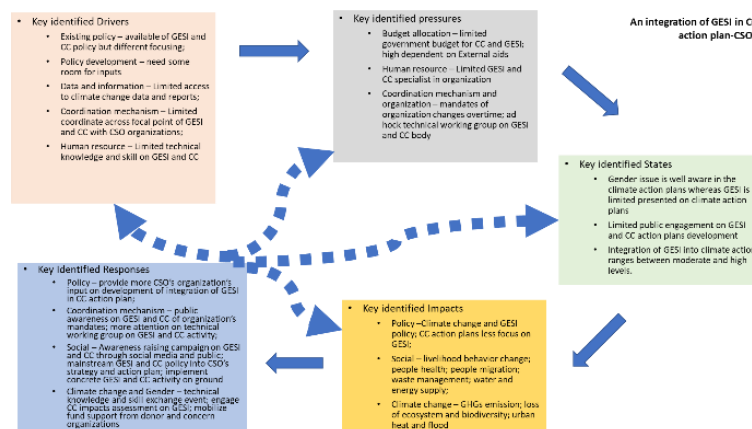 An integration of GESI in C
action plan-CSO
Key identified Drivers
Existing policy – available of GESI and
CC policy but different focusing;
Policy development – need some
room for inputs
Data and information – Limited access
to climate change data and reports;
Coordination mechanism – Limited
coordinate across focal point of GESI
and CC with CSO organizations;
Human resource – Limited technical
knowledge and skill on GESI and CC
Key identified pressures
Budget allocation – limited
government budget for CC and GESI;
high dependent on External aids
Human resource – Limited GESI and
CC specialist in organization
Coordination mechanism and
organization – mandates of
organization changes overtime; ad
hock technical working group on GESI
and CC body
Key identified States
Gender issue is well aware in the
climate action plans whereas GESI is
limited presented on climate action
plans
Limited public engagement on GESI
and CC action plans development
Integration of GESI into climate action
ranges between moderate and high
levels.
Key Identified Responses
Policy – provide more CSO's organization's
input on development of integration of GESI
in CC action plan;
Coordination mechanism – public
awareness on GESI and CC of organization's
mandates; more attention on technical
working group on GESI and CC activity;
Social – Awareness raising campaign on GESI
and CC through social media and public;
mainstream GESI and CC policy into CSO's
strategy and action plan; implement
concrete GESI and CC activity on ground
Climate change and Gender – technical
knowledge and skill exchange event; engage
CC impacts assessment on GESI; mobilize
fund support from donor and concern
organizations
Key identified Impacts
Policy –Climate change and GESI
policy; CC action plans less focus on
GESI;
Social – livelihood behavior change;
people health; people migration;
waste management; water and
energy supply;
Climate change – GHGs emission; loss
of ecosystem and biodiversity; urban
heat and flood